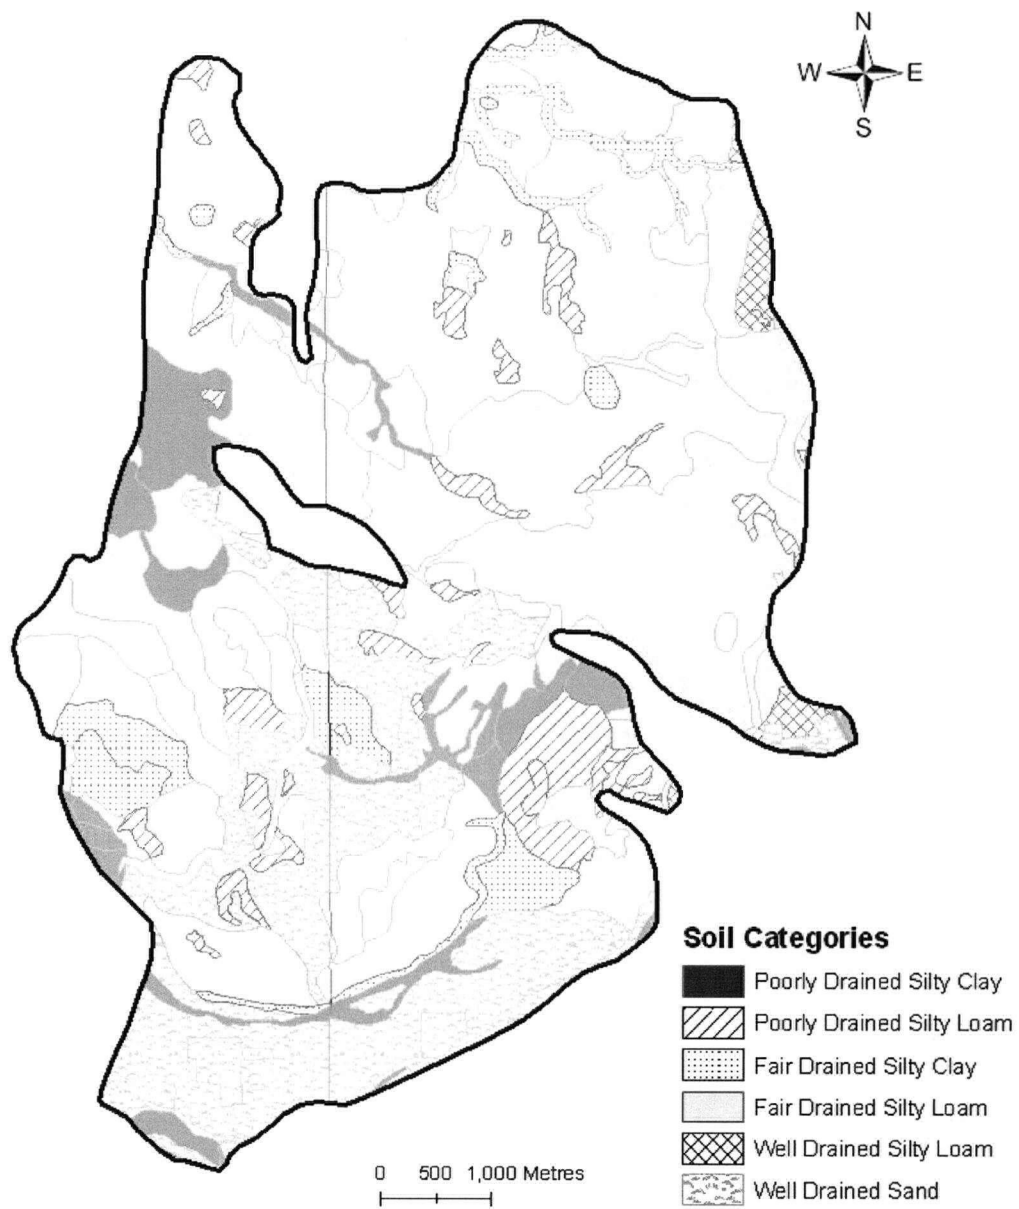 N
W E
S
Soil Categories
Poorly Drained Silty Clay
Poorly Drained Silty Loam
Fair Drained Silty Clay
Fair Drained Silty Loam
Well Drained Silty Loam
Well Drained Sand
0 500 1,000 Metres